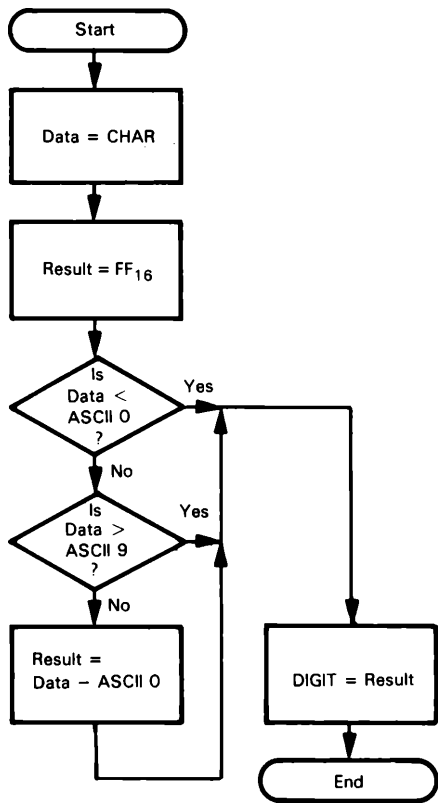 Start
Data = CHAR
Result = FF16
Is
Data <
ASCII 0
?
Yes
No
Is
Data >
ASCII 9
?
Yes
No
Result =
Data – ASCII 0
DIGIT = Result
End